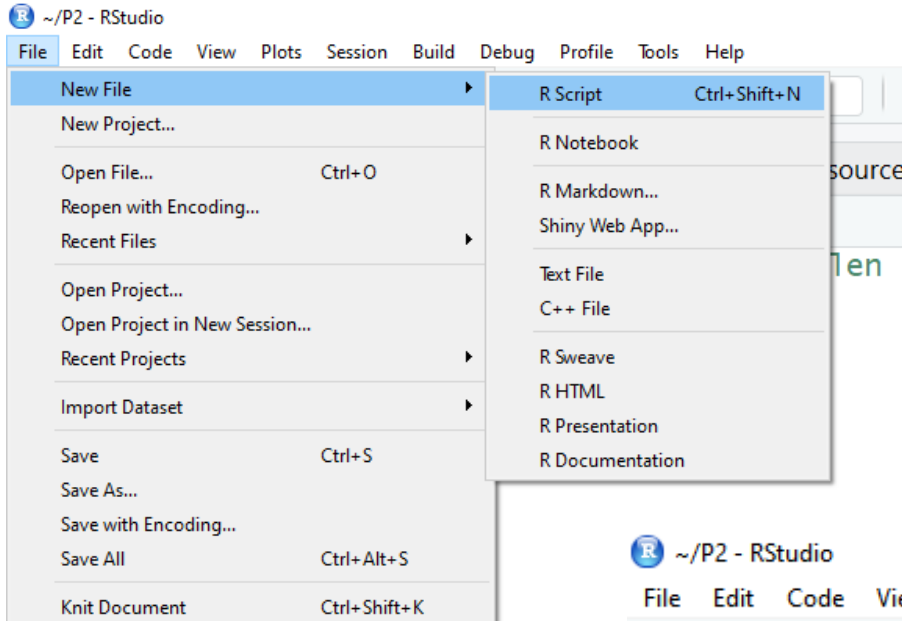 R ~/P2 - RStudio
File Edit Code View Plots Session Build Debug Profile Tools Help
New File
New Project...
Open File... Ctrl+O
Reopen with Encoding...
Recent Files
Open Project...
Open Project in New Session...
Recent Projects
Import Dataset
Save Ctrl+S
Save As...
Save with Encoding...
Save All Ctrl+Alt+S
Knit Document Ctrl+Shift+K
R Script Ctrl+Shift+N
R Notebook
R Markdown...
Shiny Web App...
Text File
C++ File
R Sweave
R HTML
R Presentation
R Documentation
source
len
R ~/P2 - RStudio
File Edit Code Vie